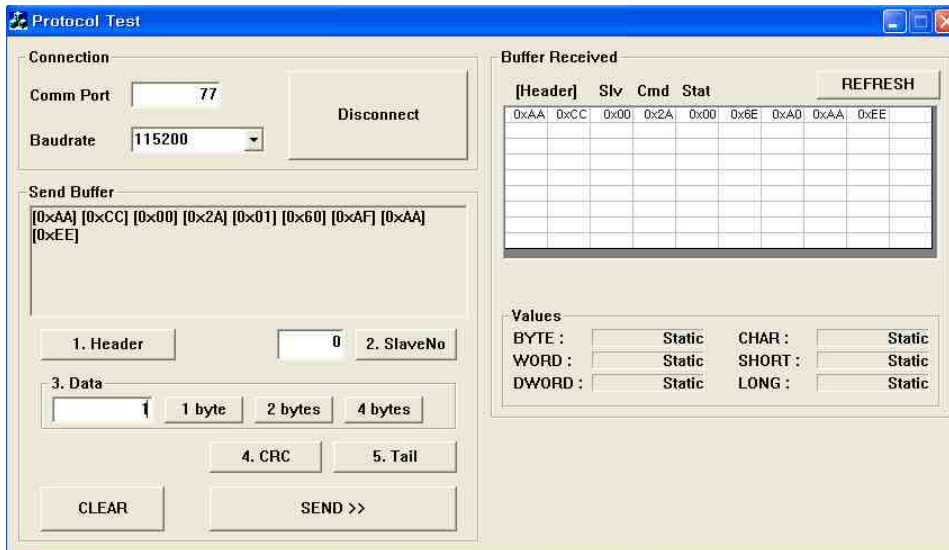 Protocol Test
Connection
Comm Port 77
Baudrate 115200
Disconnect
Send Buffer
[0xAA] [0xCC] [0x00] [0x2A] [0x01] [0x60] [0xAF] [0xAA]
[0xEE]
1. Header 0 2. SlaveNo
3. Data
1 1 byte 2 bytes 4 bytes
4. CRC 5. Tail
CLEAR SEND >>
Buffer Received
[Header] Slv Cmd Stat REFRESH
0xAA 0xCC 0x00 0x2A 0x00 0x6E 0xA0 0xAA 0xEE
Values
BYTE : Static CHAR : Static
WORD : Static SHORT : Static
DWORD : Static LONG : Static